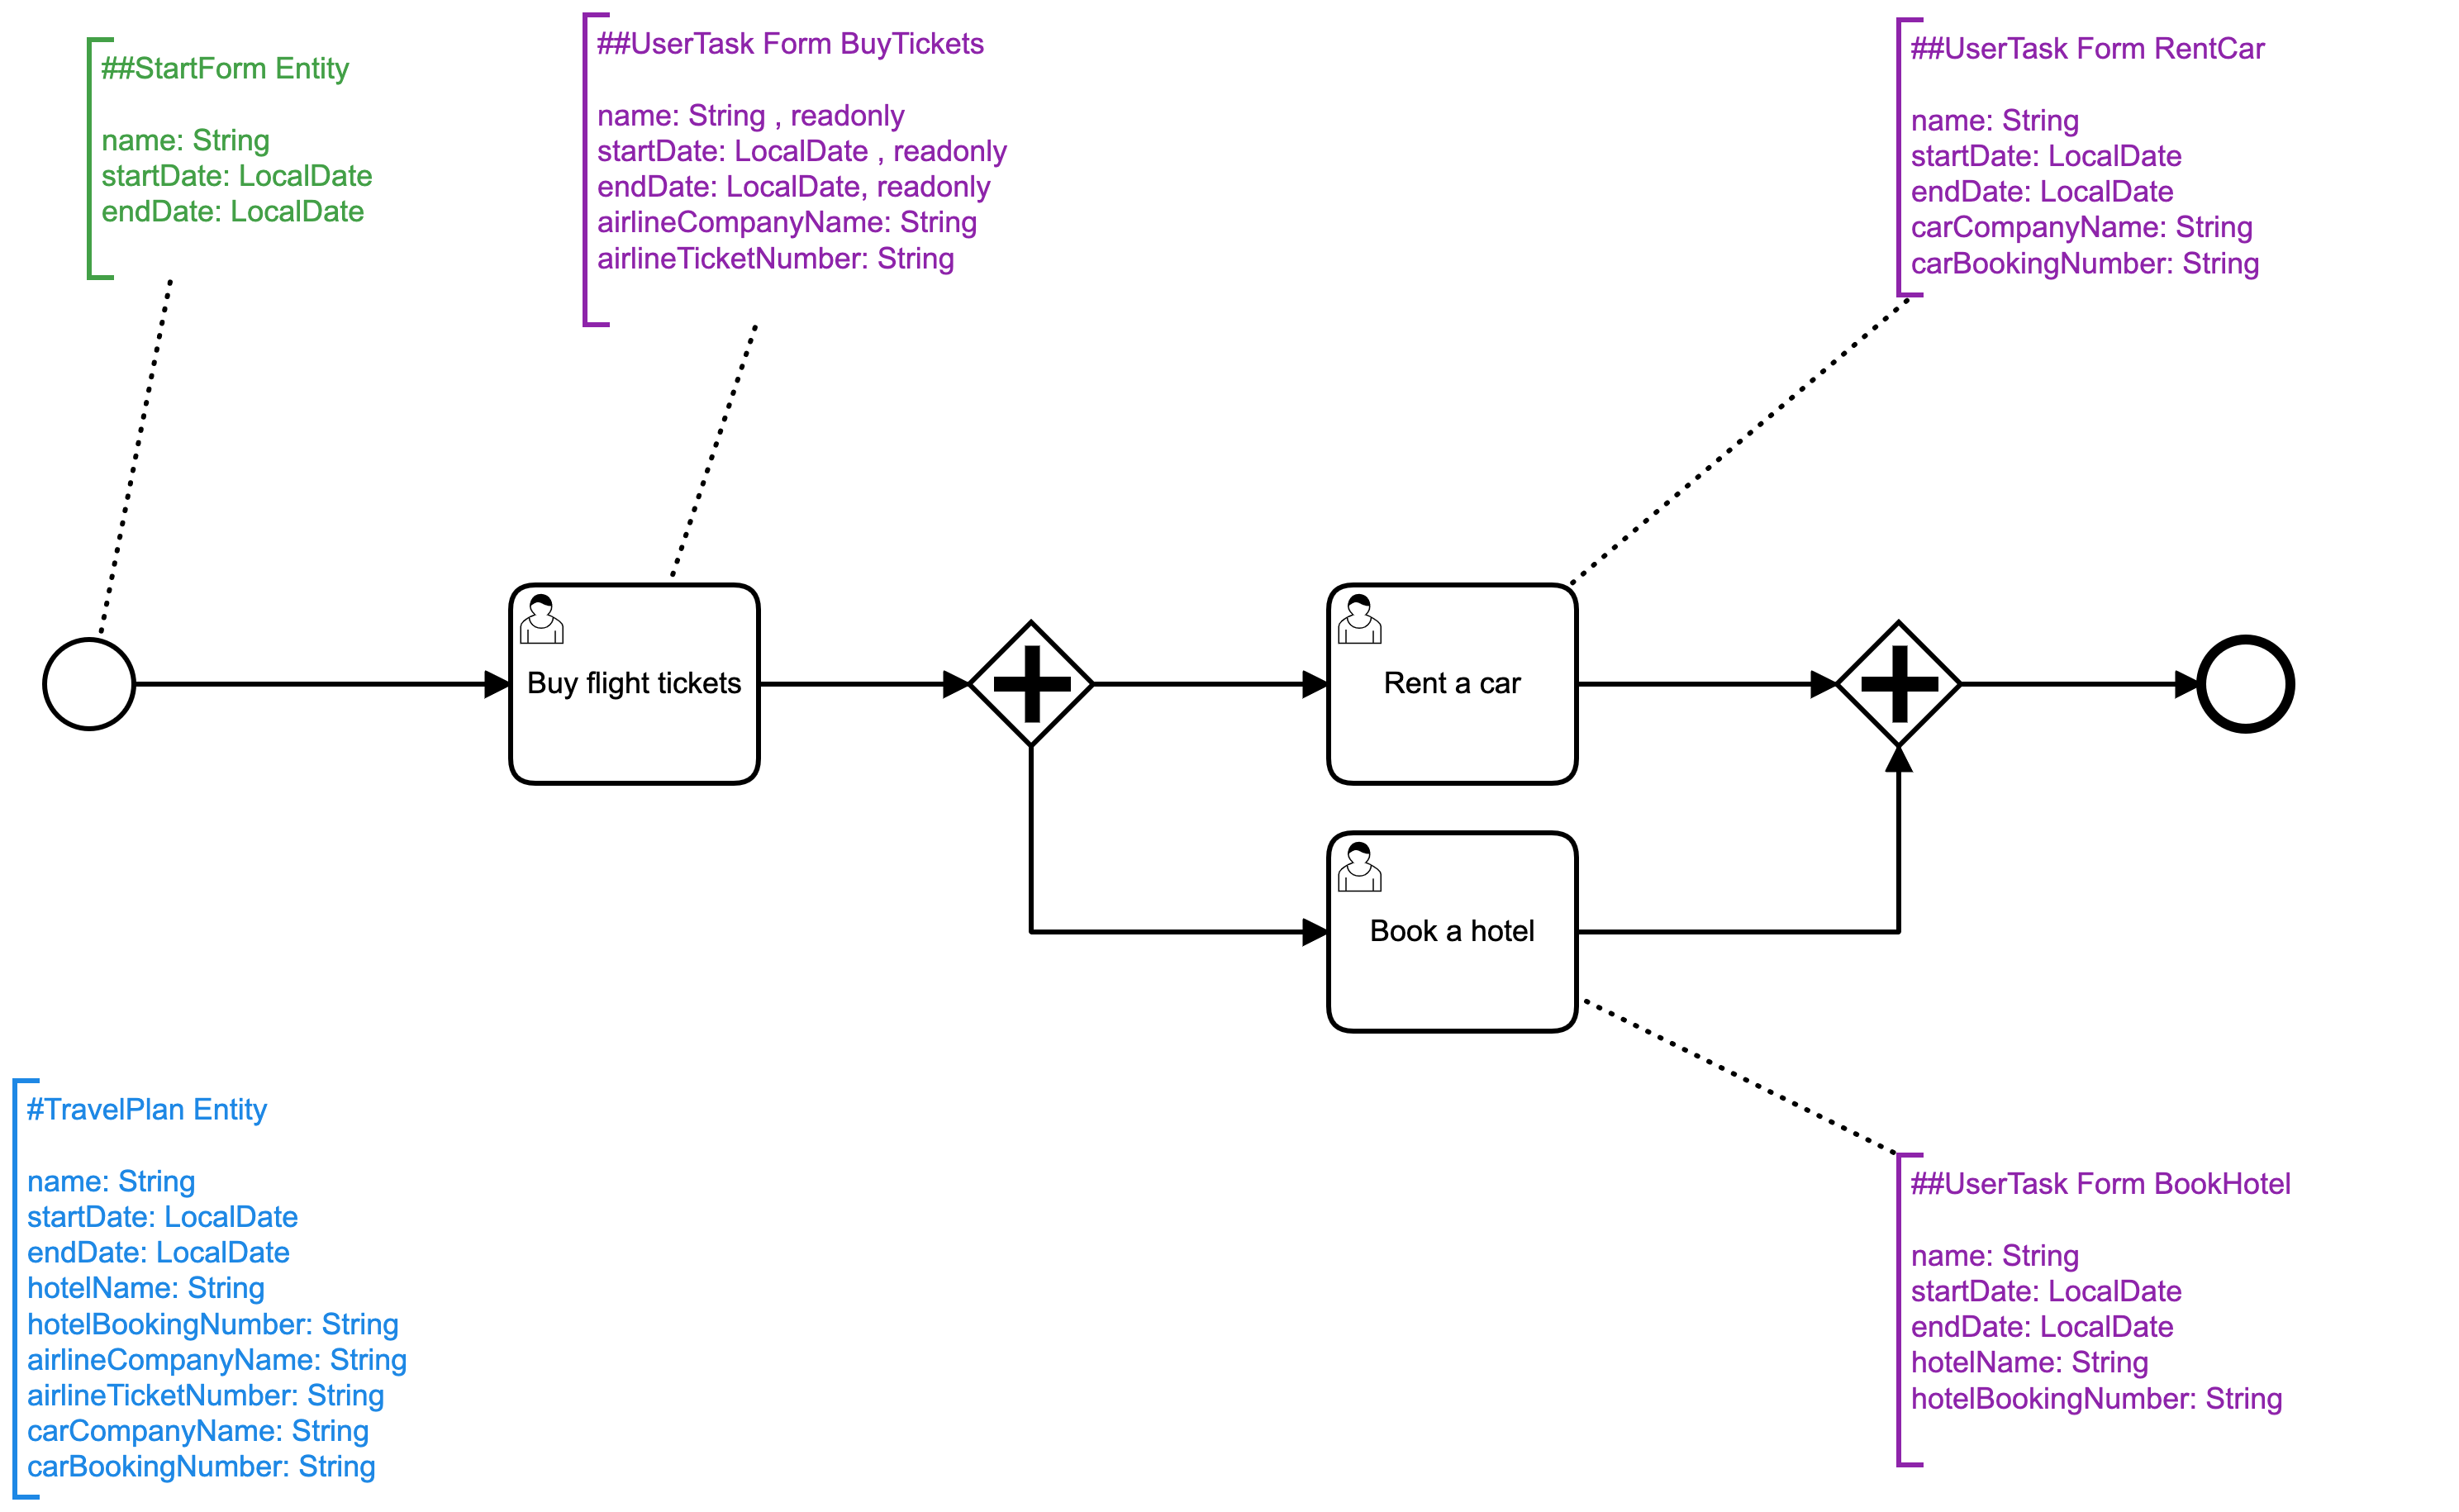 ##StartForm Entity
name: String
startDate: LocalDate
endDate: LocalDate
##UserTask Form BuyTickets
name: String , readonly
startDate: LocalDate , readonly
endDate: LocalDate, readonly
airlineCompanyName: String
airlineTicketNumber: String
##UserTask Form RentCar
name: String
startDate: LocalDate
endDate: LocalDate
carCompanyName: String
carBookingNumber: String
Buy flight tickets
Rent a car
Book a hotel
#TravelPlan Entity
name: String
startDate: LocalDate
endDate: LocalDate
hotelName: String
hotelBookingNumber: String
airlineCompanyName: String
airlineTicketNumber: String
carCompanyName: String
carBookingNumber: String
##UserTask Form BookHotel
name: String
startDate: LocalDate
endDate: LocalDate
hotelName: String
hotelBookingNumber: String